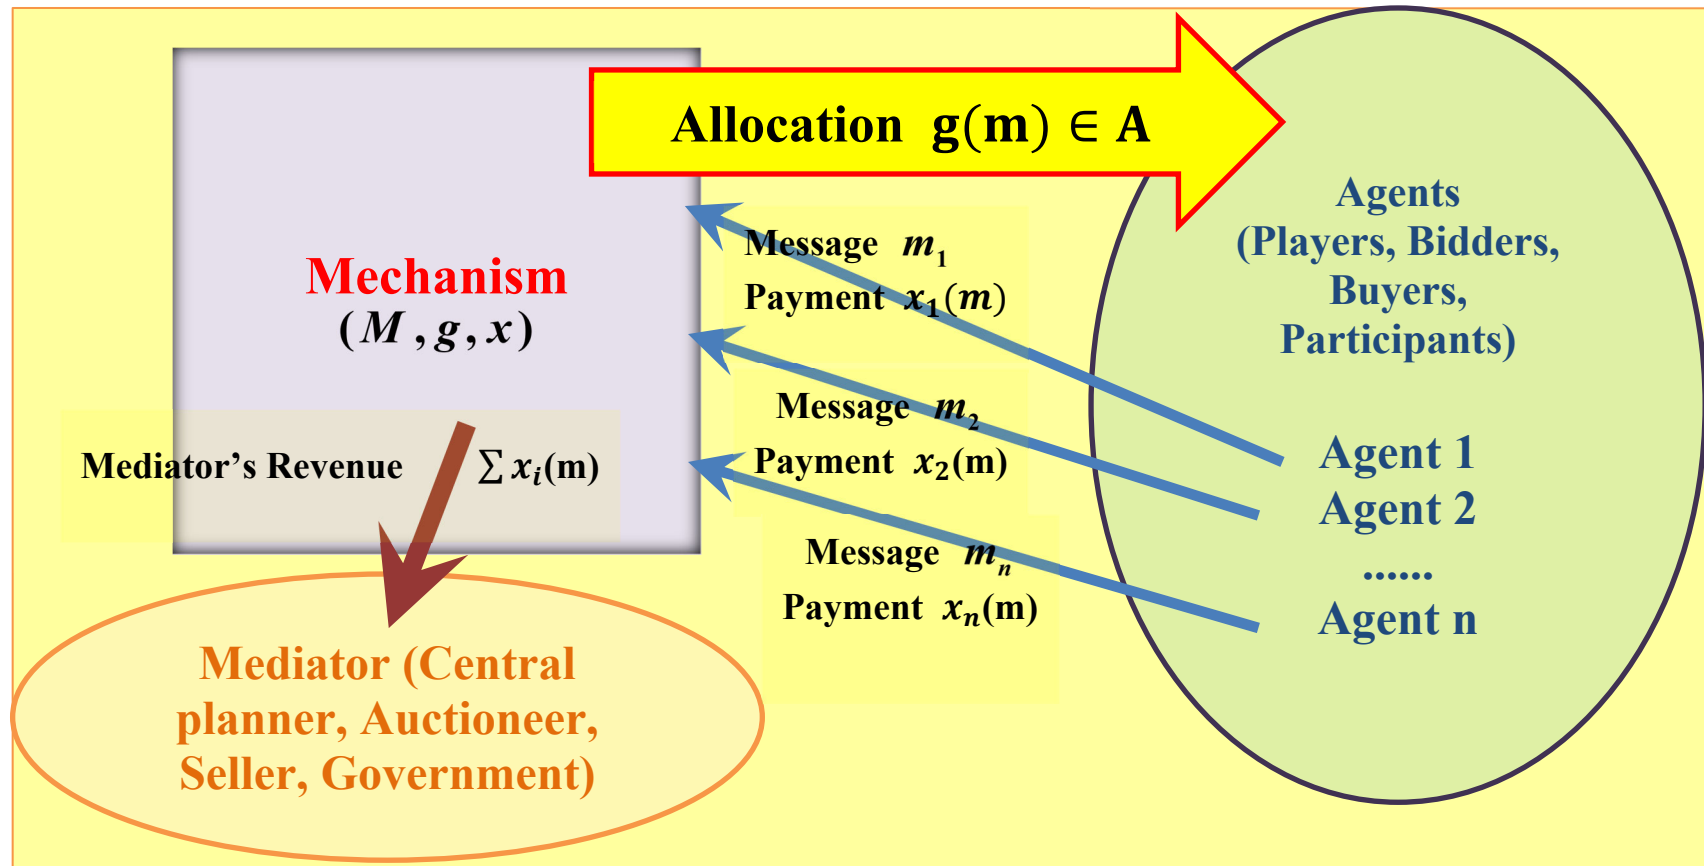 Allocation g(m) ∈ A
Mechanism
(M , g , x)
Message m₁
Payment x₁(m)
Message m₂
Payment x₂(m)
Message mₙ
Payment xₙ(m)
Mediator’s Revenue ∑ xᵢ(m)
Agents
(Players, Bidders,
Buyers,
Participants)
Agent 1
Agent 2
......
Agent n
Mediator (Central
planner, Auctioneer,
Seller, Government)